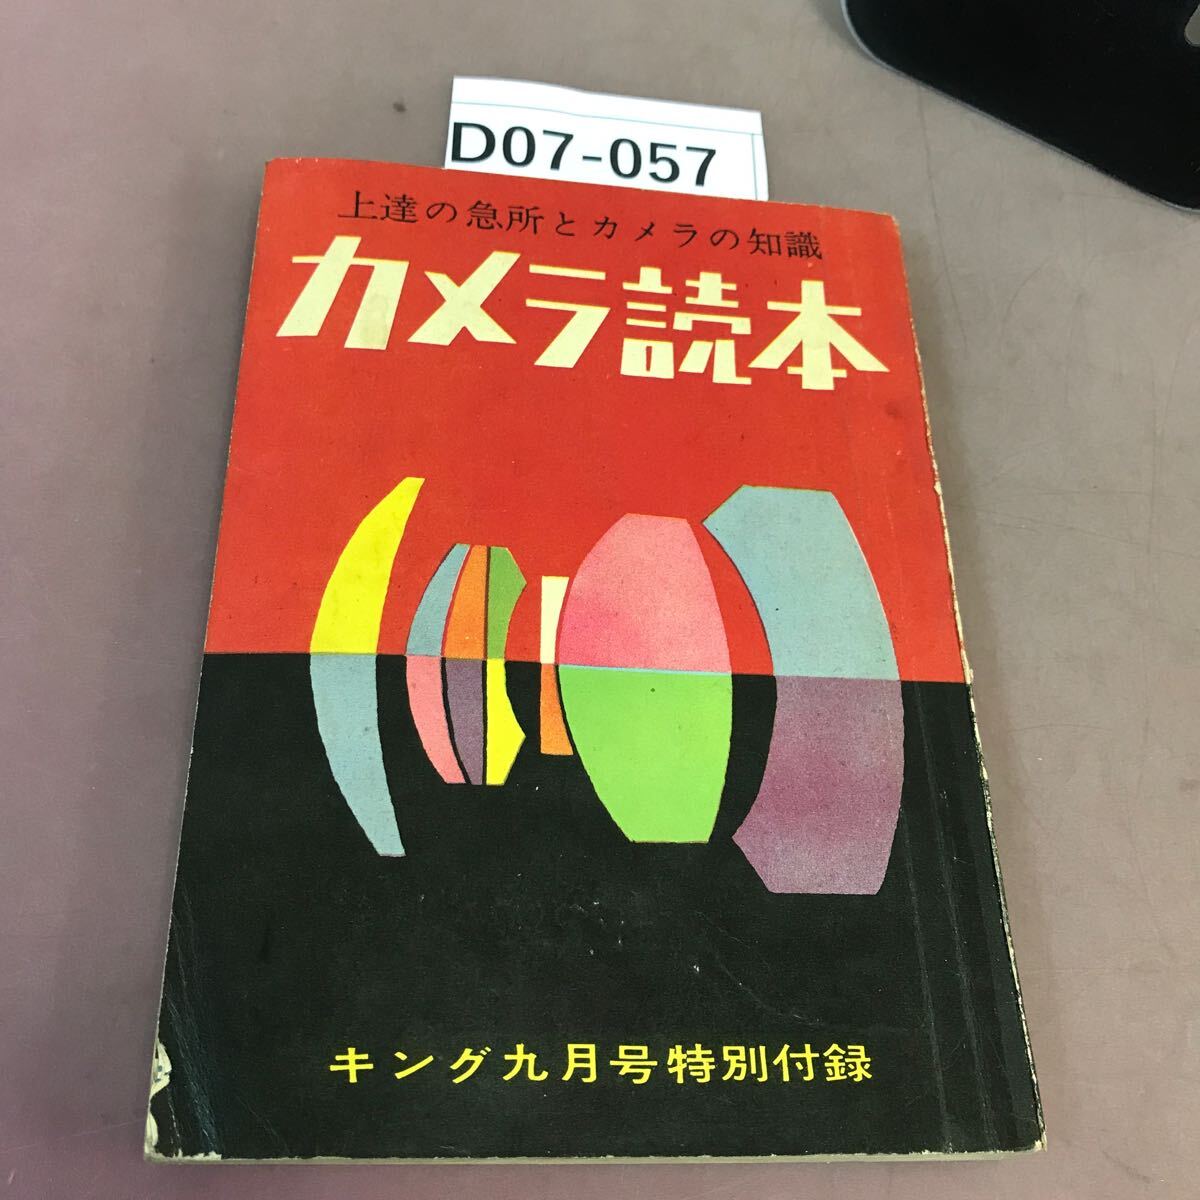 D07-057
上達の急所とカメラの知識
カメラ読本
キング九月号特別付録